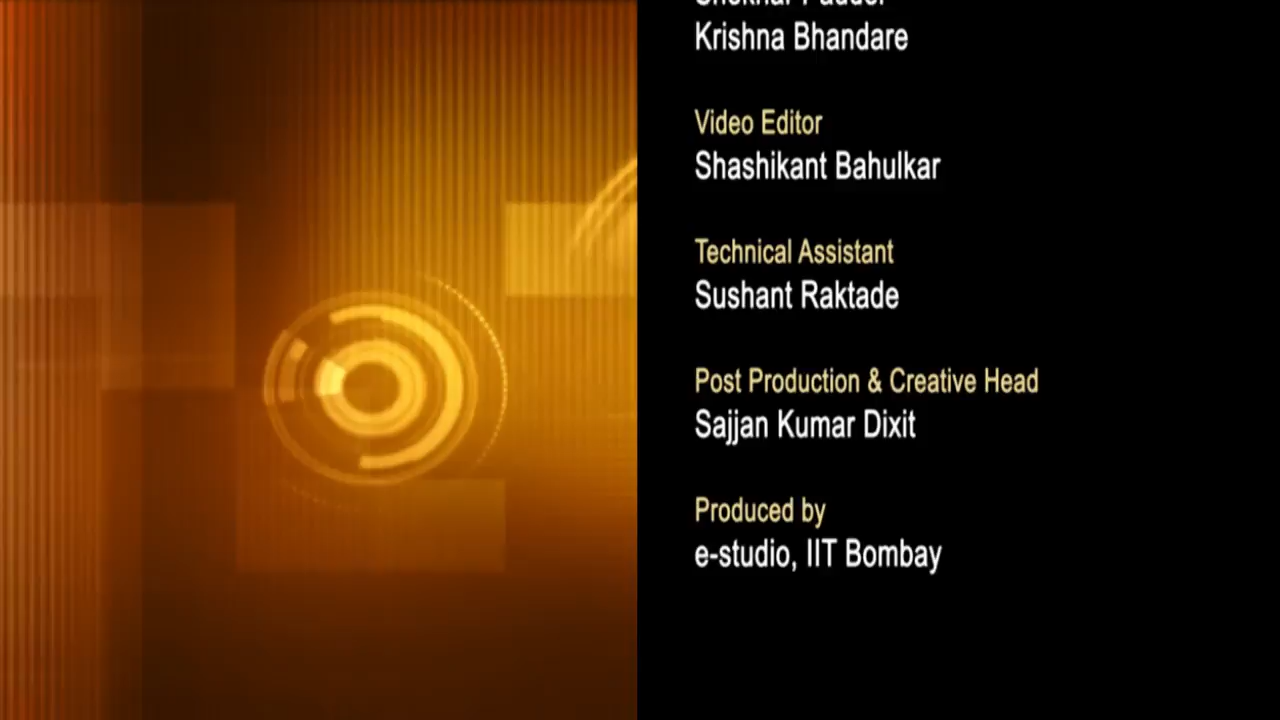 Krishna Bhandare
Video Editor
Shashikant Bahulkar
Technical Assistant
Sushant Raktade
Post Production & Creative Head
Sajjan Kumar Dixit
Produced by
e-studio, IIT Bombay